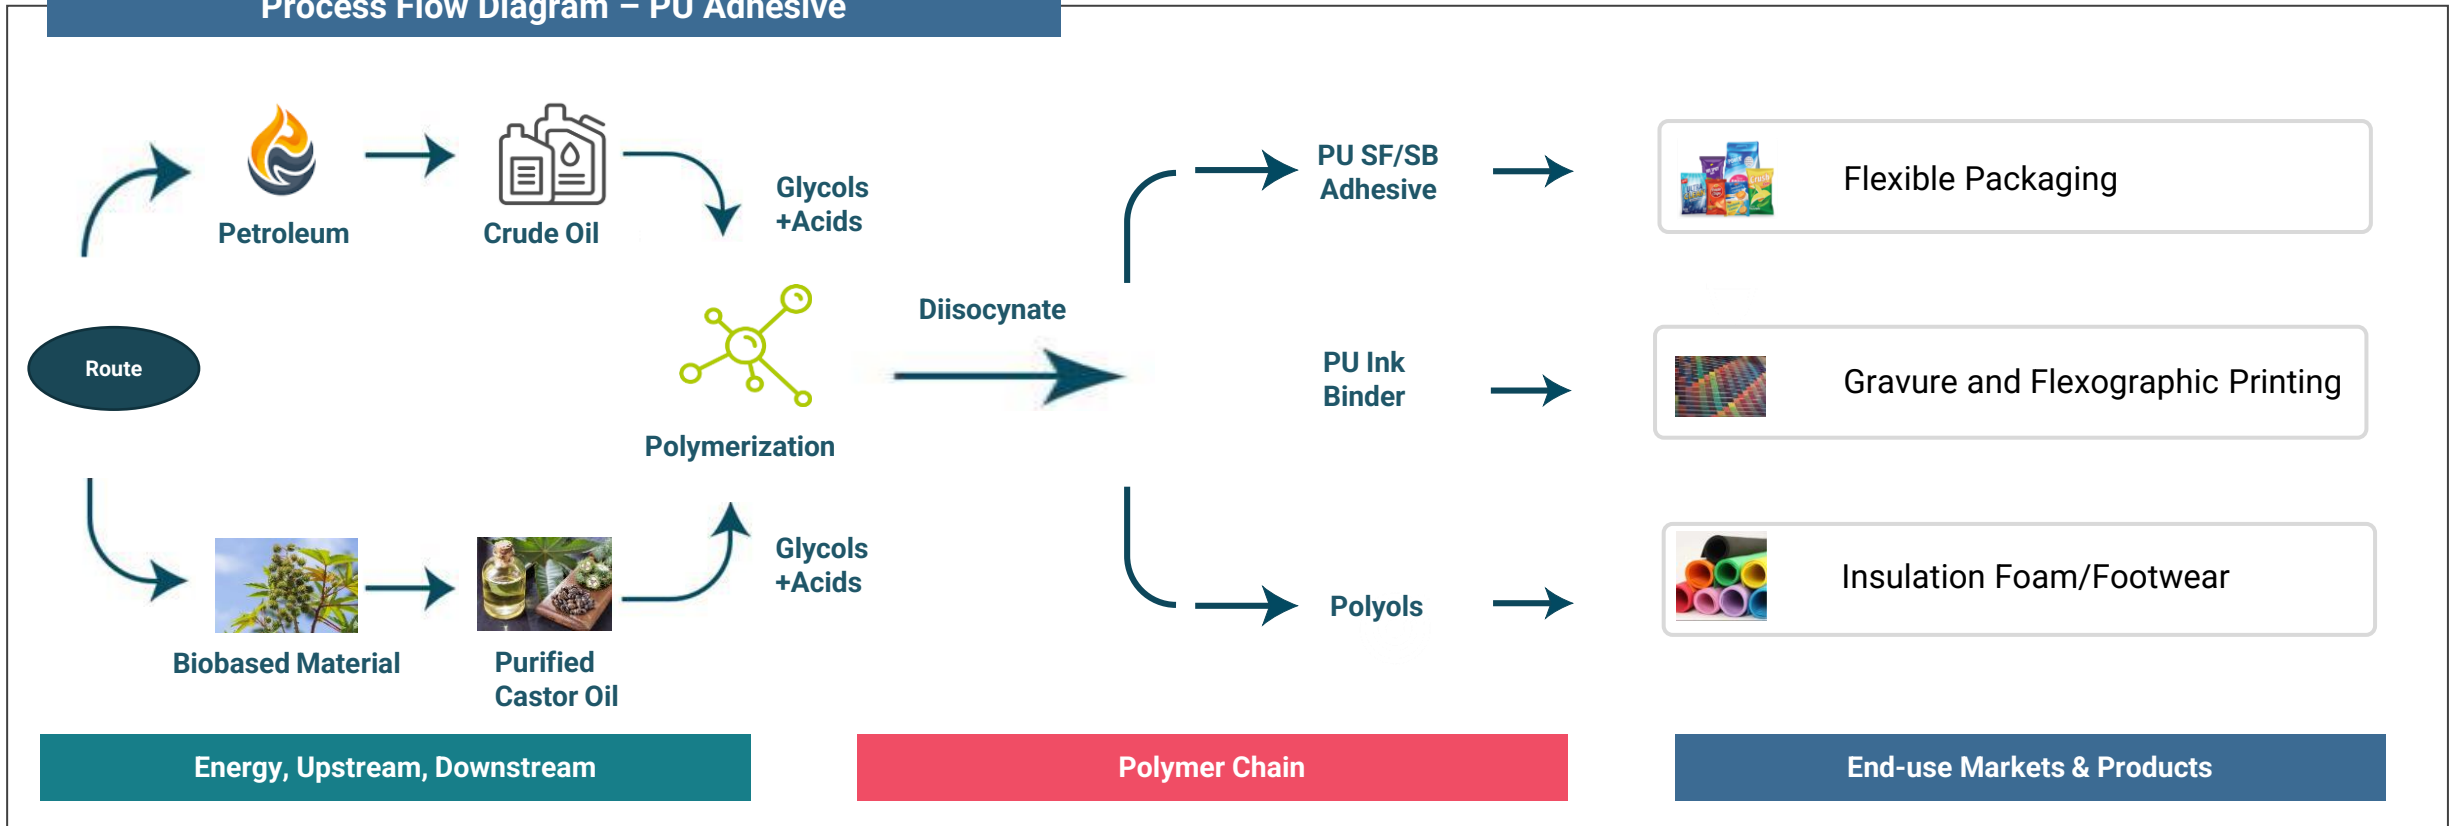 Process Flow Diagram – PU Adhesive
Petroleum
Crude Oil
Glycols
+Acids
Route
Polymerization
Biobased Material
Purified
Castor Oil
Glycols
+Acids
Diisocynate
PU SF/SB
Adhesive
PU Ink
Binder
Polyols
Flexible Packaging
Gravure and Flexographic Printing
Insulation Foam/Footwear
Energy, Upstream, Downstream
Polymer Chain
End-use Markets & Products